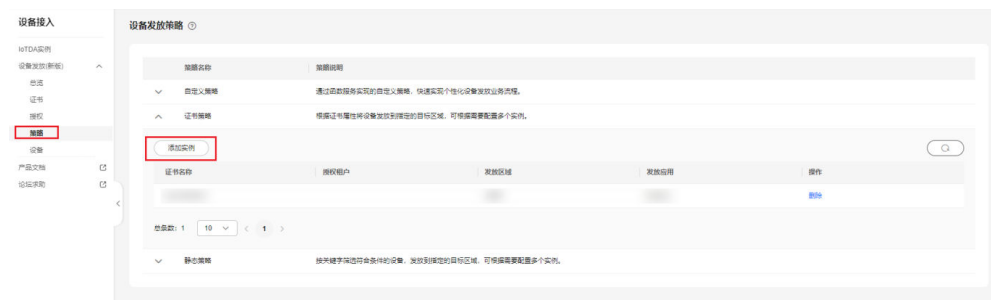 设备接入
设备发放策略
IoTDA实例
设备发放(新版)
总览
证书
授权
策略
设备
产品文档
论坛求助
策略名称 策略说明
自定义策略 通过函数服务实现的自定义策略，快速实现个性化设备发放业务流程。
证书策略 根据证书属性将设备发放到指定的目标区域，可根据需要配置多个实例。
添加实例
证书名称 授权租户 发放区域 发放应用 操作
删除
总条数: 1 10 1
静态策略 按关键字筛选符合条件的设备，发放到指定的目标区域，可根据需要配置多个实例。